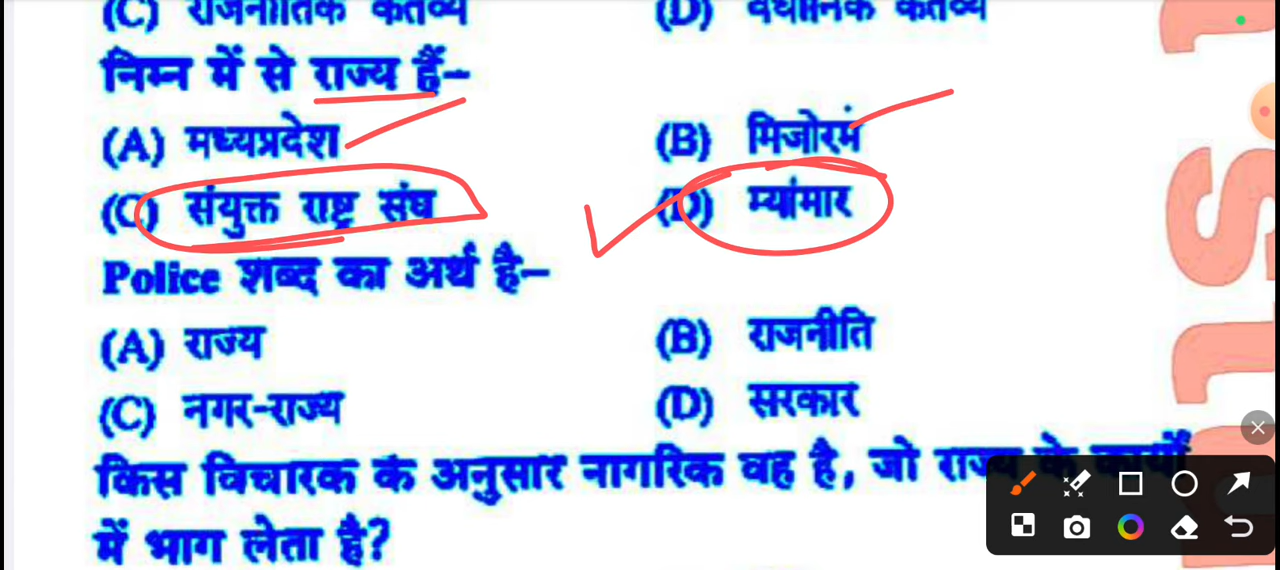 (C) राजनीतिक कर्तव्य (D) वैधानिक कर्तव्य
निम्न में से राज्य हैं–
(A) मध्यप्रदेश (B) मिजोरमं
(C) संयुक्त राष्ट्र संघ (D) म्यांमार
Police शब्द का अर्थ है–
(A) राज्य (B) राजनीति
(C) नगर-राज्य (D) सरकार
किस विचारक के अनुसार नागरिक वह है, जो राज्य के कार्यों
में भाग लेता है?